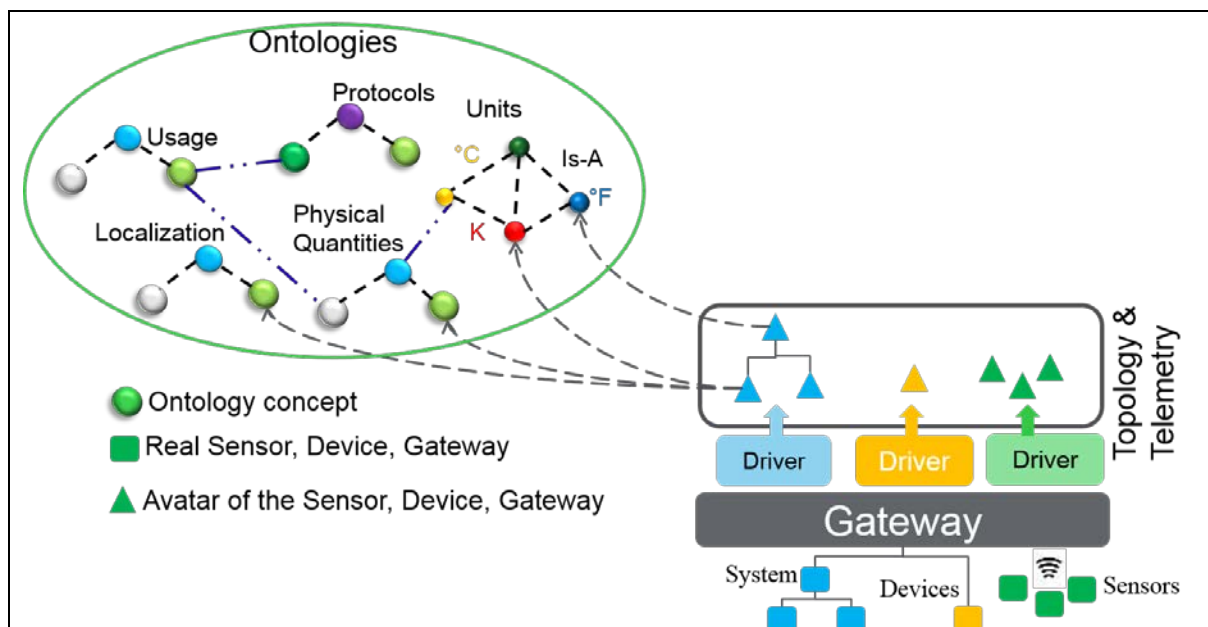 Ontologies
Protocols
Units
Usage
°C
Is-A
°F
Localization
Physical
Quantities
K
Ontology concept
Real Sensor, Device, Gateway
Avatar of the Sensor, Device, Gateway
Topology &
Telemetry
Driver
Driver
Driver
Gateway
System
Devices
Sensors